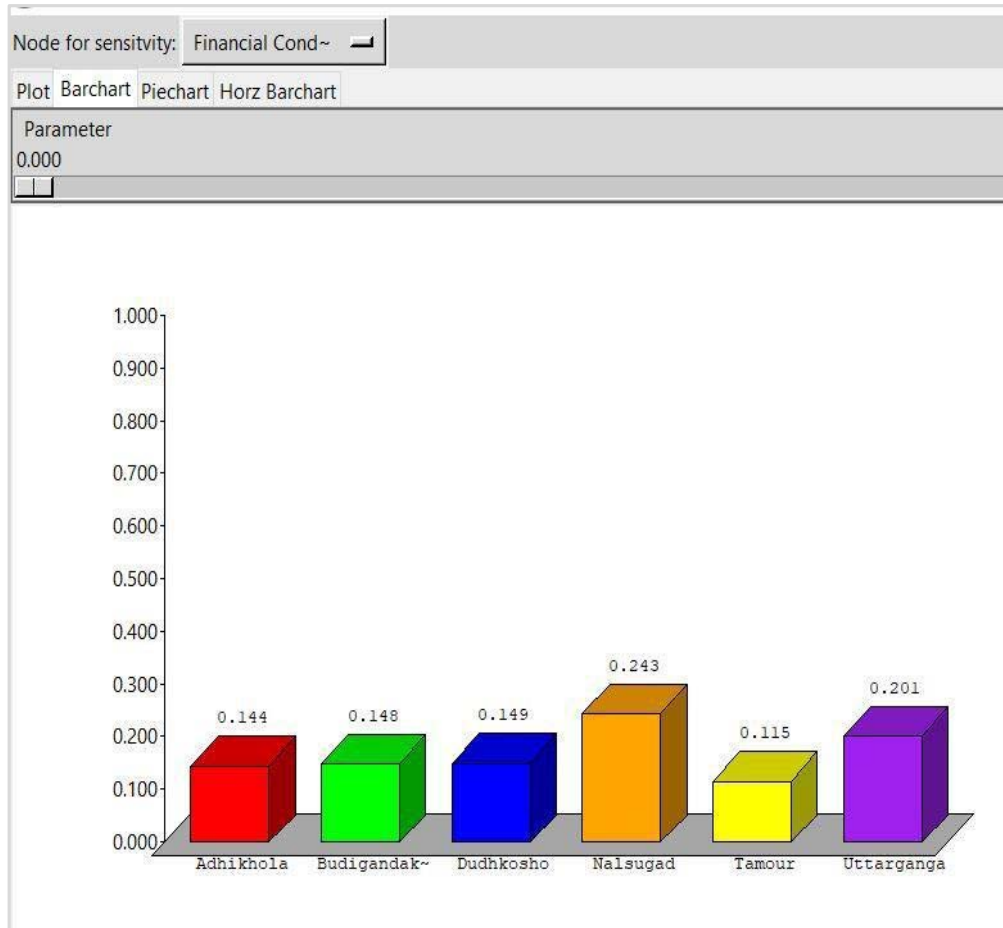 Node for sensitvity: Financial Cond~
Plot Barchart Piechart Horz Barchart
Parameter
0.000
1.000
0.900
0.800
0.700
0.600
0.500
0.400
0.300
0.200
0.100
0.000
0.144 0.148 0.149 0.243 0.115 0.201
Adhikhola Budigandak~ Dudhkosho Nalsugad Tamour Uttarganga